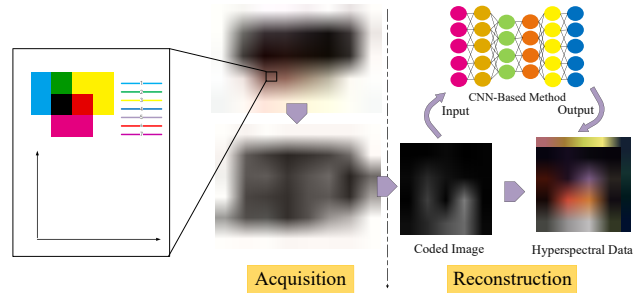 CNN-Based Method
Input
Output
Coded Image
Hyperspectral Data
Acquisition
Reconstruction